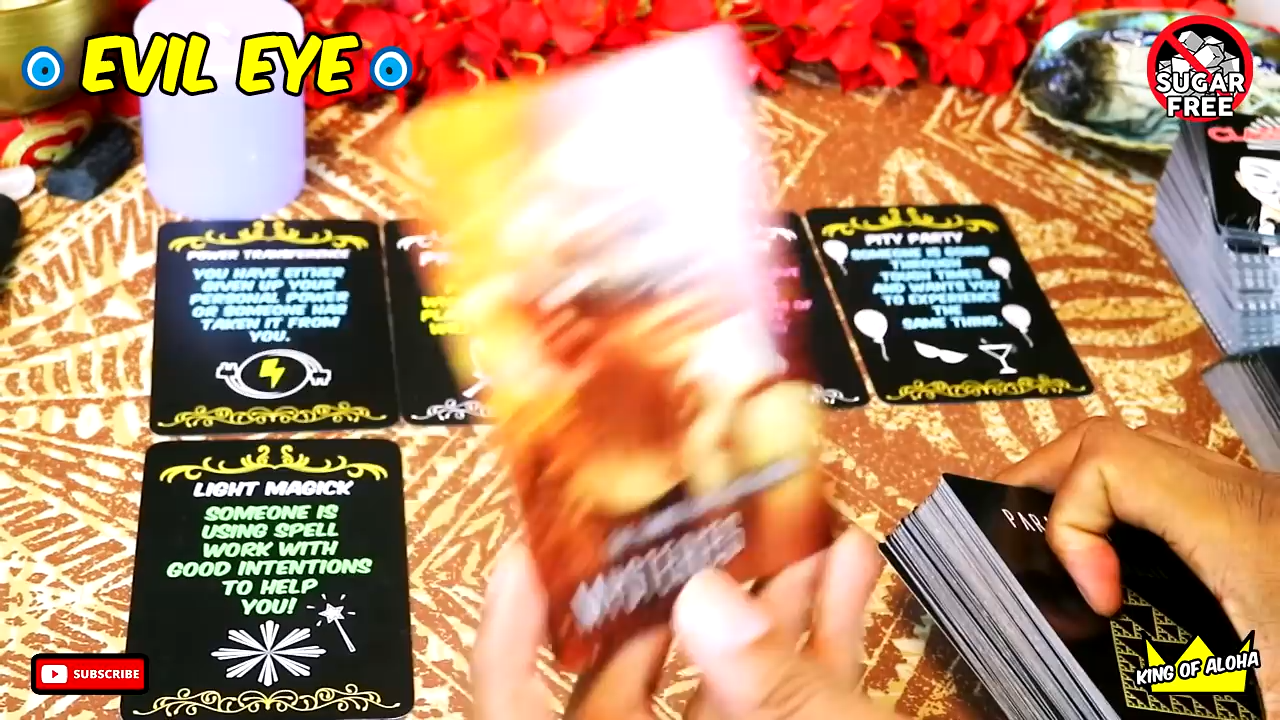 EVIL EYE
SUGAR
FREE
POWER TRANSFERENCE
YOU HAVE EITHER
GIVEN UP YOUR
PERSONAL POWER
OR SOMEONE HAS
TAKEN IT FROM
YOU.
PITY PARTY
SOMEONE IS GOING
THROUGH
TOUGH TIMES
AND WANTS YOU
TO EXPERIENCE
THE
SAME THING.
LIGHT MAGICK
SOMEONE IS
USING SPELL
WORK WITH
GOOD INTENTIONS
TO HELP
YOU!
SUBSCRIBE
KING OF ALOHA